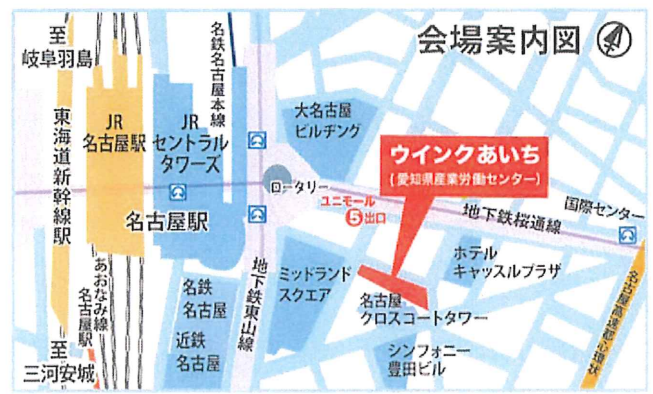 会場案内図
至
岐阜羽島
東海道新幹線駅
JR
名古屋駅
JR
セントラル
タワーズ
名鉄名古屋本線
大名古屋
ビルヂング
ウインクあいち
(愛知県産業労働センター)
ロータリー
ユニモール
5出口
地下鉄桜通線
国際センター
名古屋駅
ホテル
キャッスルプラザ
あおなみ線
名古屋駅
名鉄
名古屋
近鉄
名古屋
地下鉄東山線
ミッドランド
スクエア
名古屋
クロスコートタワー
シンフォニー
豊田ビル
名古屋高速都心環状
至
三河安城